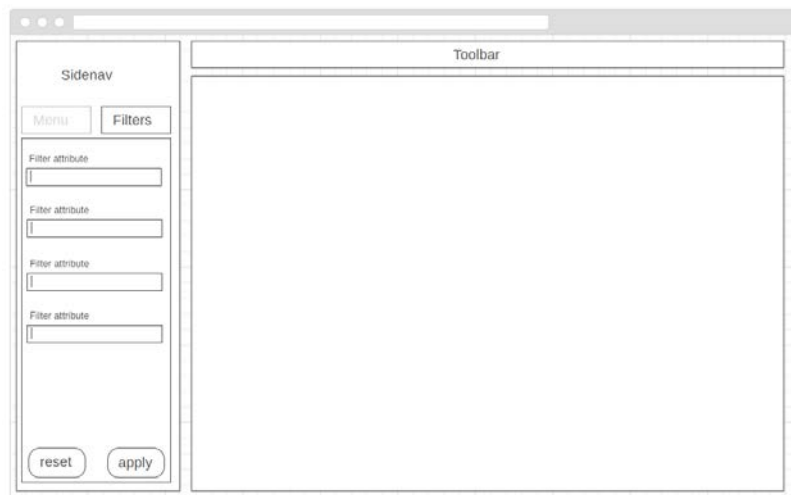 Toolbar
Sidenav
Menu
Filters
Filter attribute
Filter attribute
Filter attribute
Filter attribute
reset
apply